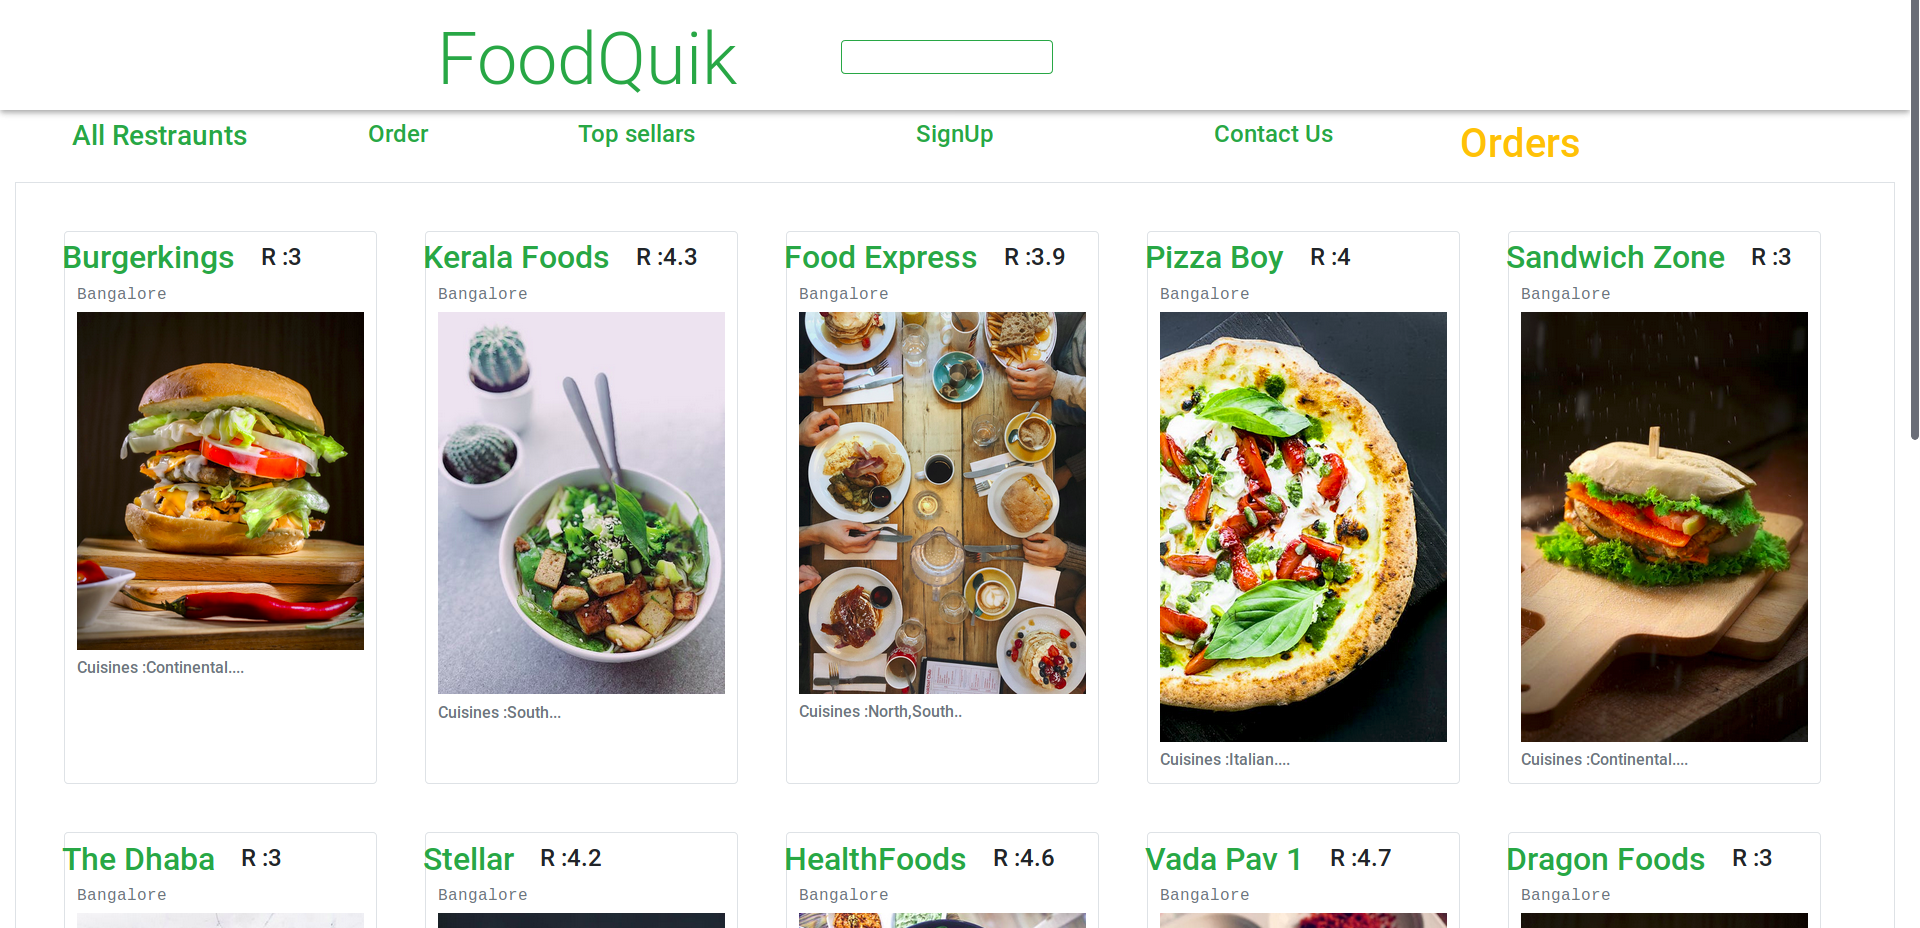 FoodQuik
All Restraunts Order Top sellars SignUp Contact Us Orders
Burgerkings R :3
Bangalore
Cuisines :Continental....
Kerala Foods R :4.3
Bangalore
Cuisines :South...
Food Express R :3.9
Bangalore
Cuisines :North,South..
Pizza Boy R :4
Bangalore
Cuisines :Italian....
Sandwich Zone R :3
Bangalore
Cuisines :Continental....
The Dhaba R :3
Bangalore
Stellar R :4.2
Bangalore
HealthFoods R :4.6
Bangalore
Vada Pav 1 R :4.7
Bangalore
Dragon Foods R :3
Bangalore